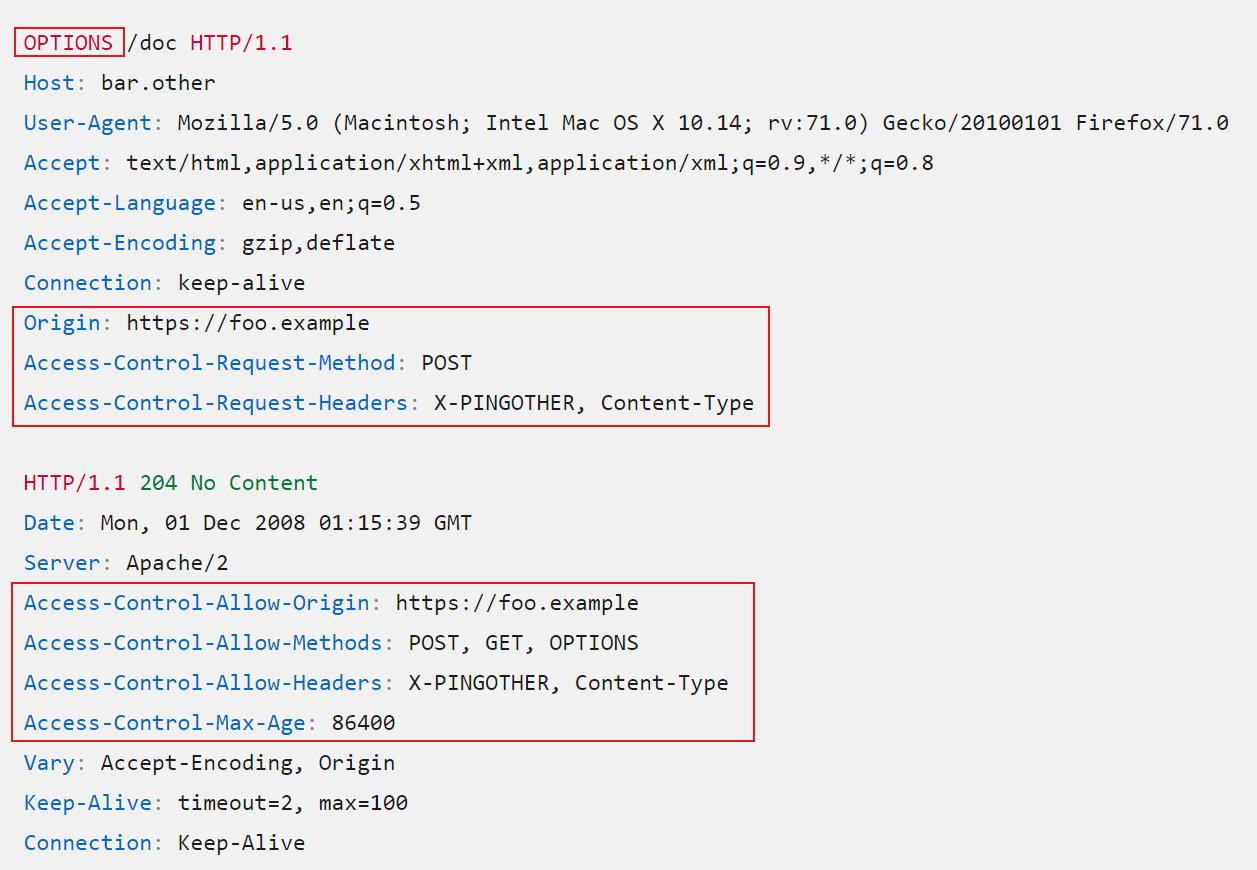 OPTIONS /doc HTTP/1.1
Host: bar.other
User-Agent: Mozilla/5.0 (Macintosh; Intel Mac OS X 10.14; rv:71.0) Gecko/20100101 Firefox/71.0
Accept: text/html,application/xhtml+xml,application/xml;q=0.9,*/*;q=0.8
Accept-Language: en-us,en;q=0.5
Accept-Encoding: gzip,deflate
Connection: keep-alive
Origin: https://foo.example
Access-Control-Request-Method: POST
Access-Control-Request-Headers: X-PINGOTHER, Content-Type
HTTP/1.1 204 No Content
Date: Mon, 01 Dec 2008 01:15:39 GMT
Server: Apache/2
Access-Control-Allow-Origin: https://foo.example
Access-Control-Allow-Methods: POST, GET, OPTIONS
Access-Control-Allow-Headers: X-PINGOTHER, Content-Type
Access-Control-Max-Age: 86400
Vary: Accept-Encoding, Origin
Keep-Alive: timeout=2, max=100
Connection: Keep-Alive